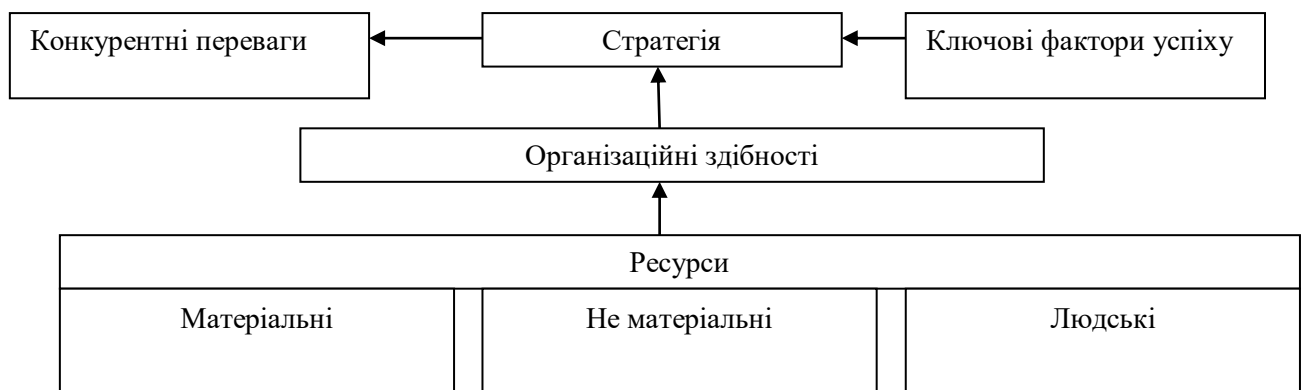 Конкурентні переваги
Стратегія
Ключові фактори успіху
Організаційні здібності
Ресурси
Матеріальні
Не матеріальні
Людські